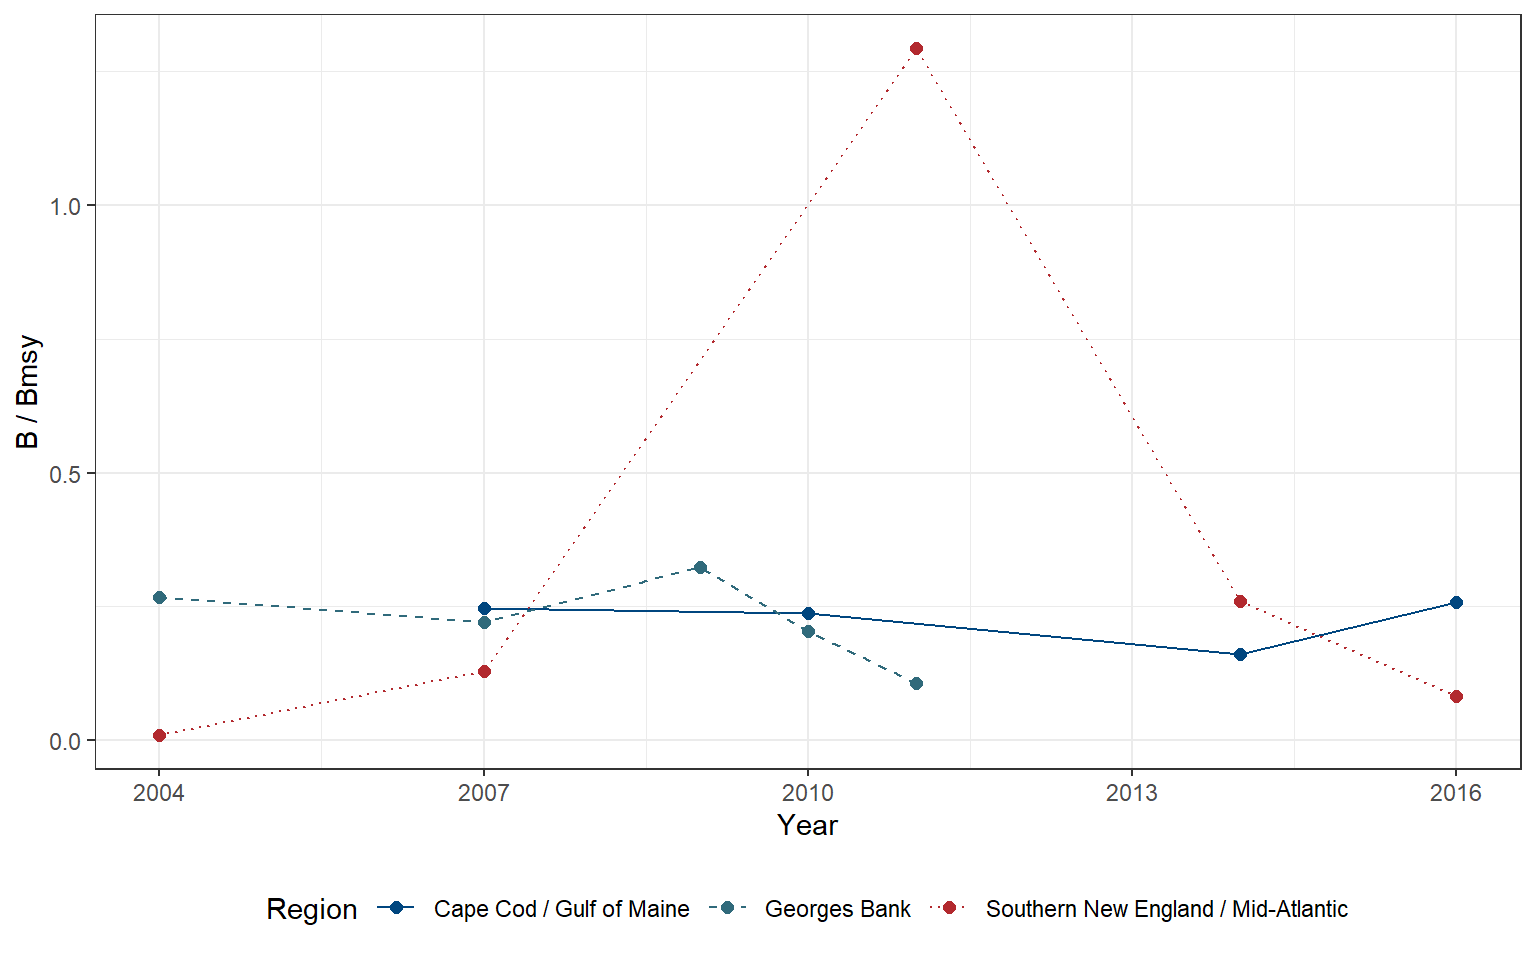 B / Bmsy
1.0
0.5
0.0
2004 2007 2010 2013 2016
Year
Region Cape Cod / Gulf of Maine Georges Bank Southern New England / Mid-Atlantic